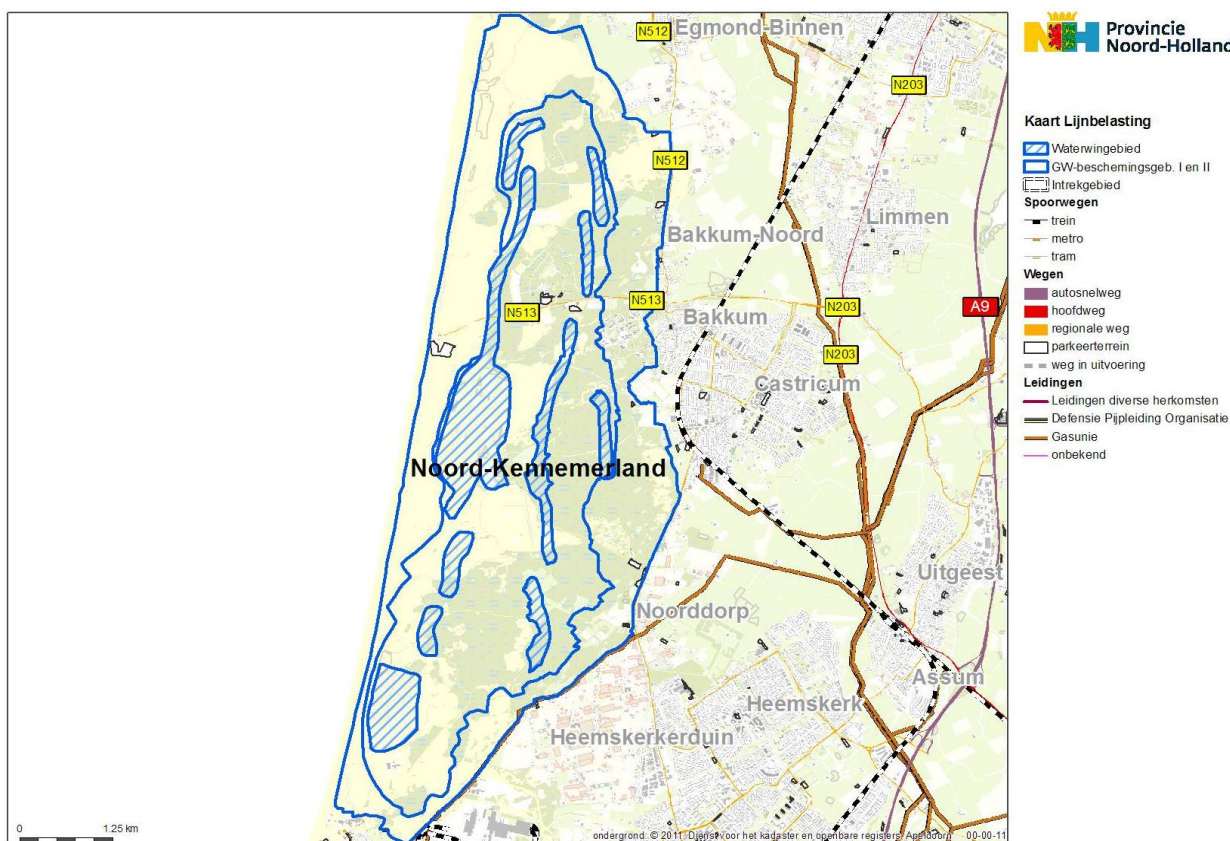 N512
Egmond-Binnen
N203
N512
Limmen
Bakkum-Noord
N513
N513
Bakkum
N203
A9
N203
Castricum
Noord-Kennemerland
Uitgeest
Noorddorp
Assum
Heemskerk
Heemskerkerduin
0 1.25 km
ondergrond: © 2011, Dienst voor het kadaster en openbare registers, Apeldoorn 00-00-11
NH Provincie
Noord-Holland
Kaart Lijnbelasting
Waterwingebied
GW-beschemingsgeb. I en II
Intrekgebied
Spoorwegen
trein
metro
tram
Wegen
autosnelweg
hoofdweg
regionale weg
parkeerterrein
weg in uitvoering
Leidingen
Leidingen diverse herkomsten
Defensie Pijpleiding Organisatie
Gasunie
onbekend